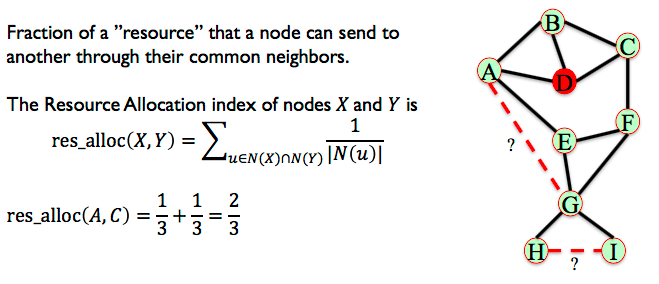 Fraction of a ”resource” that a node can send to
another through their common neighbors.
The Resource Allocation index of nodes X and Y is
res_alloc(X, Y) = ∑u∈N(X)∩N(Y) 1/|N(u)|
res_alloc(A, C) = 1/3 + 1/3 = 2/3
B
C
A
D
F
?
E
G
H
?
I